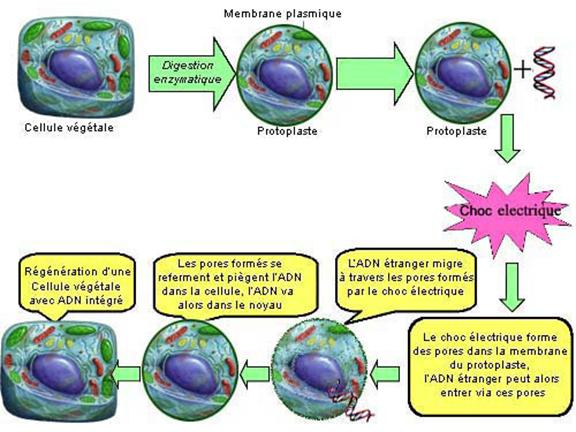 Membrane plasmique
Digestion
enzymatique
Cellule végétale
Protoplaste
Protoplaste
+
Choc electrique
Le choc électrique forme
des pores dans la membrane
du protoplaste,
l'ADN étranger peut alors
entrer via ces pores
L'ADN étranger migre
à travers les pores formés
par le choc électrique
Les pores formés se
referment et piègent l'ADN
dans la cellule, l'ADN va
alors dans le noyau
Régénération d'une
Cellule végétale
avec ADN intégré